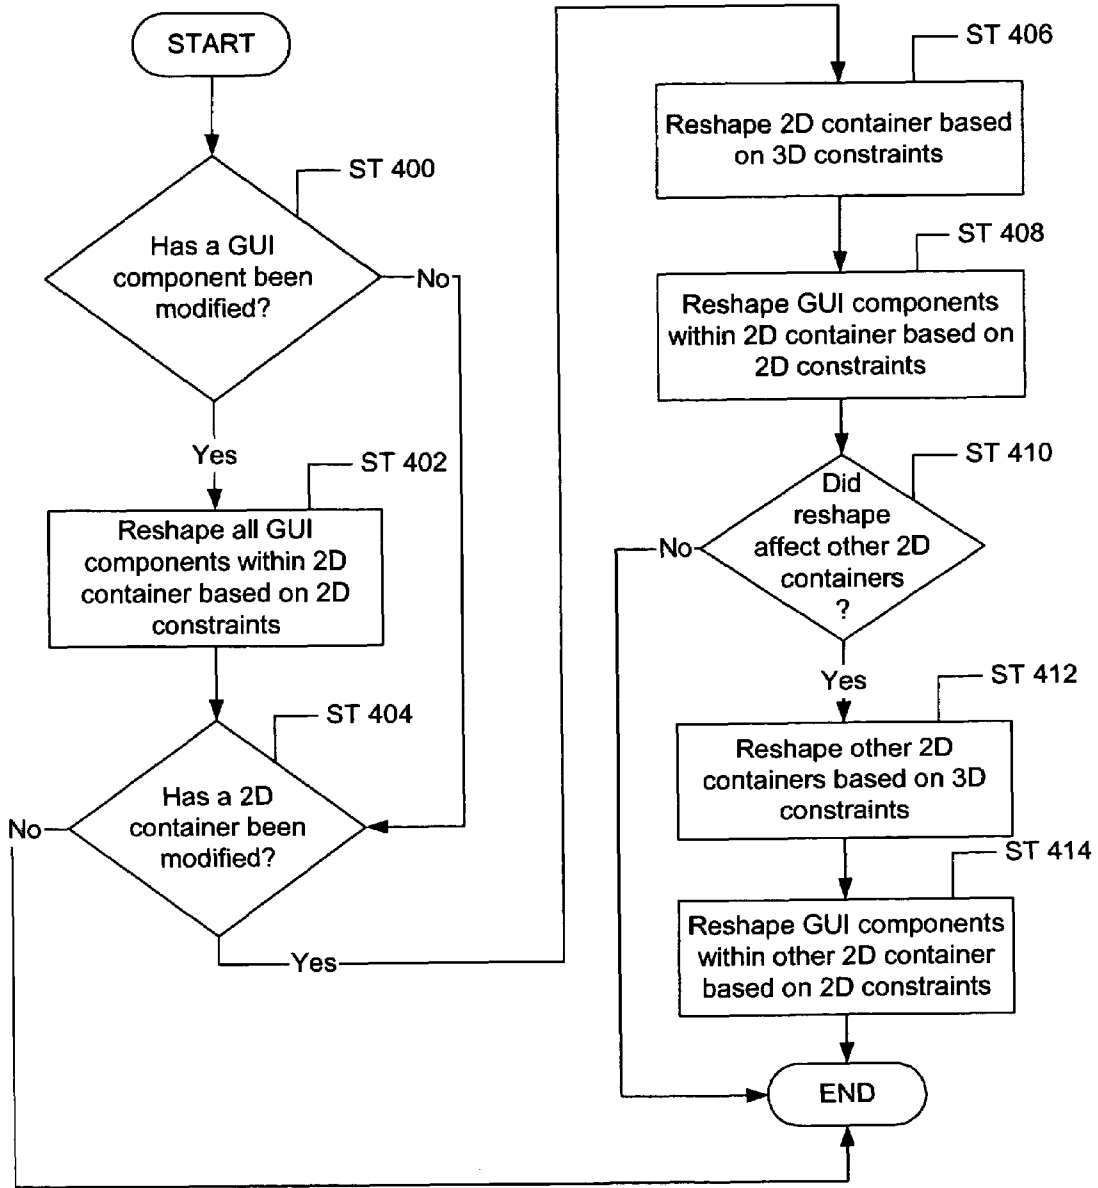 START
ST 400
Has a GUI
component been
modified?
No
Yes
ST 402
Reshape all GUI
components within 2D
container based on 2D
constraints
ST 404
Has a 2D
container been
modified?
No
Yes
ST 406
Reshape 2D container based
on 3D constraints
ST 408
Reshape GUI components
within 2D container based on
2D constraints
ST 410
Did
reshape
affect other 2D
containers
?
No
Yes
ST 412
Reshape other 2D
containers based on 3D
constraints
ST 414
Reshape GUI components
within other 2D container
based on 2D constraints
END